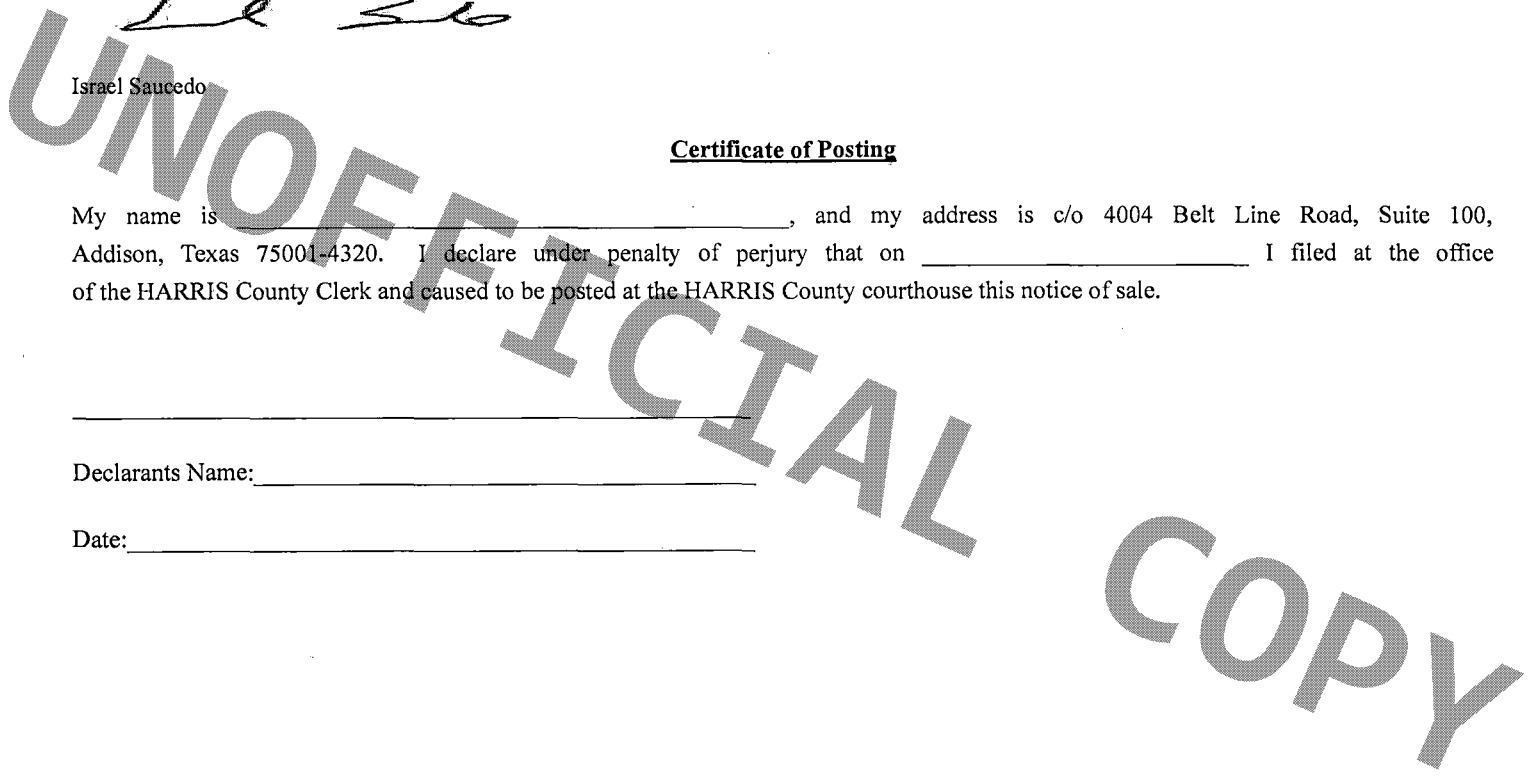 Israel Saucedo
Certificate of Posting
My name is ____________________, and my address is c/o 4004 Belt Line Road, Suite 100,
Addison, Texas 75001-4320. I declare under penalty of perjury that on ____________________ I filed at the office
of the HARRIS County Clerk and caused to be posted at the HARRIS County courthouse this notice of sale.
Declarants Name:____________________
Date:____________________
UNOFFICIAL COPY